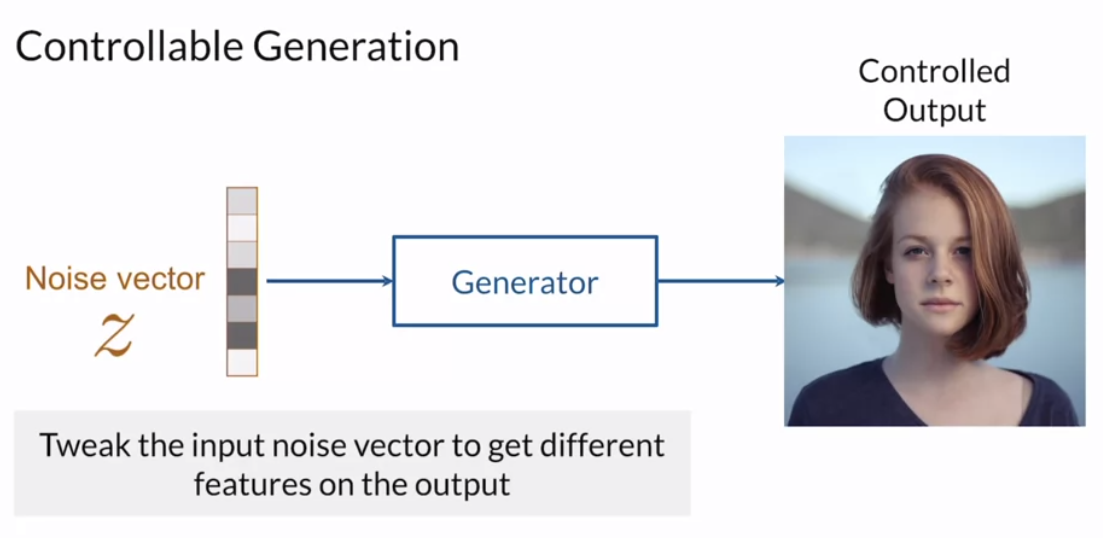 Controllable Generation
Controlled
Output
Noise vector
z
Generator
Tweak the input noise vector to get different
features on the output